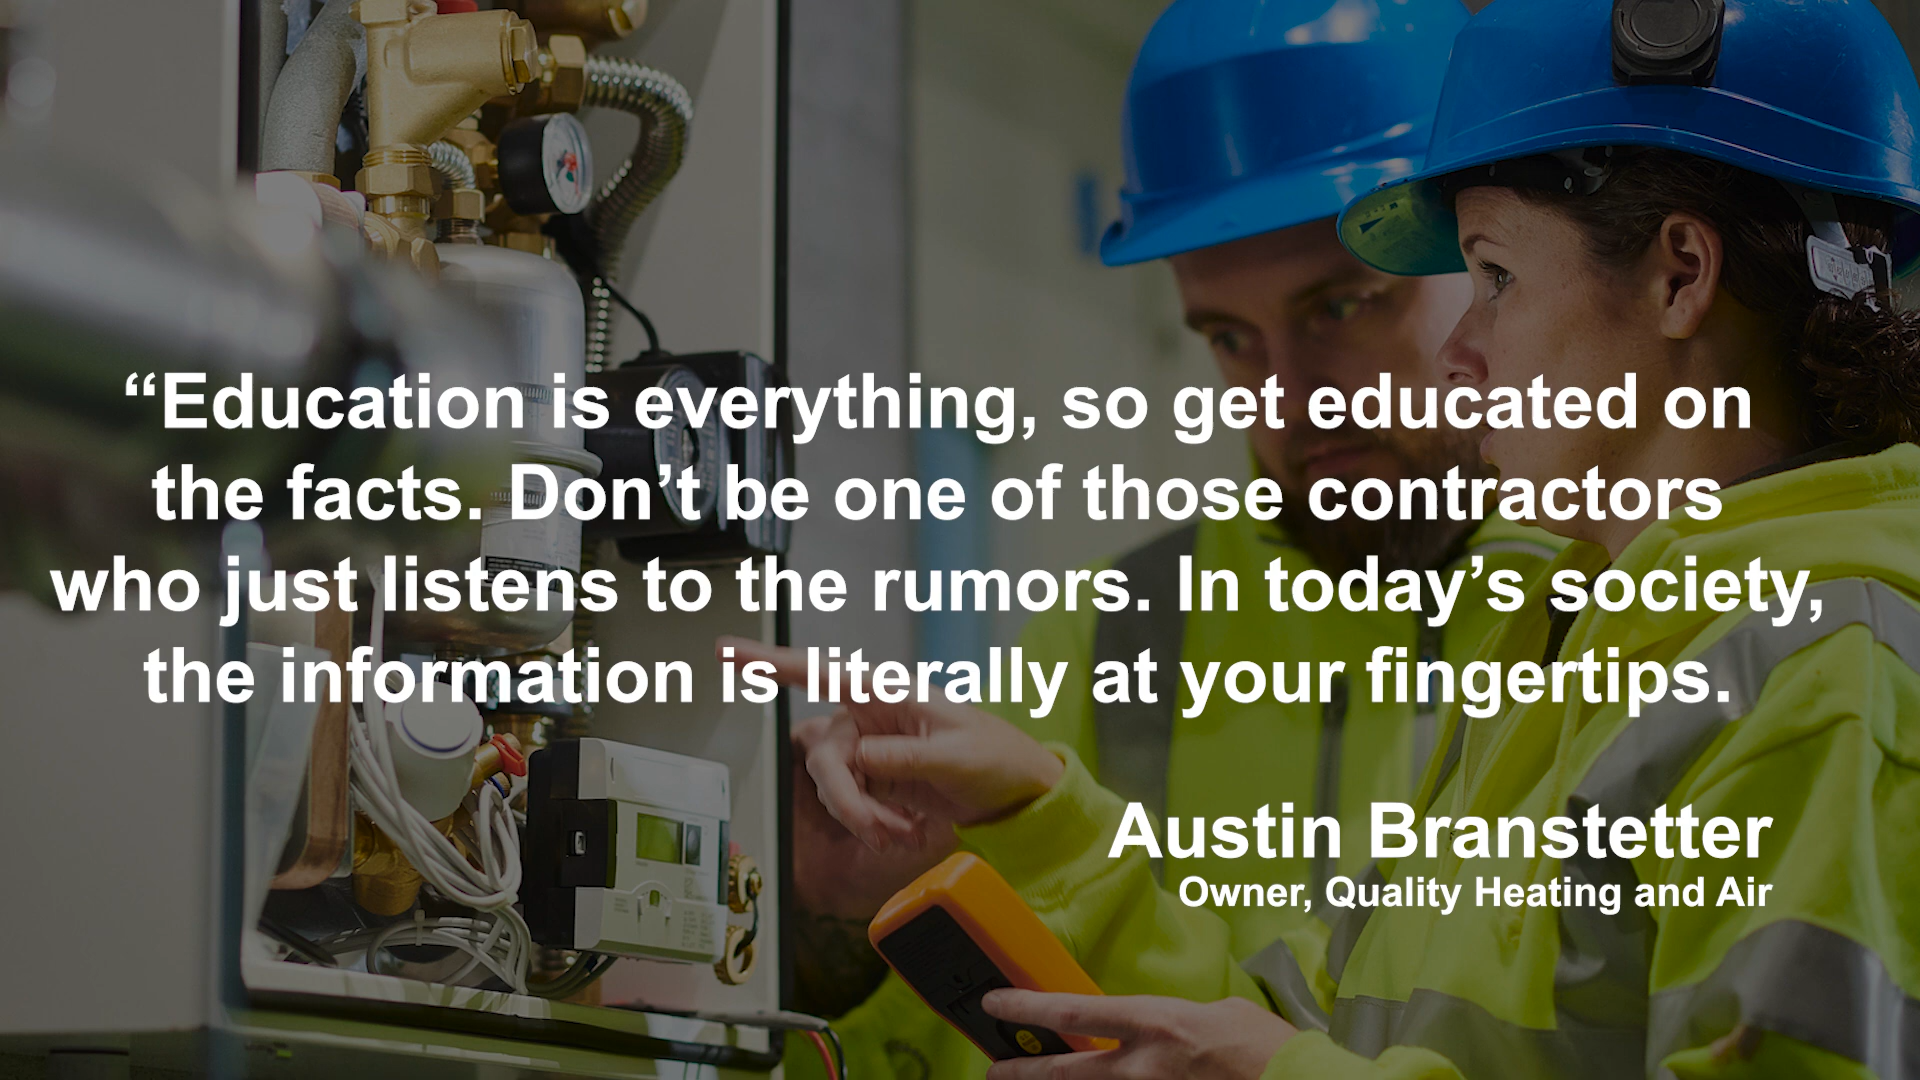 “Education is everything, so get educated on
the facts. Don’t be one of those contractors
who just listens to the rumors. In today’s society,
the information is literally at your fingertips.
Austin Branstetter
Owner, Quality Heating and Air